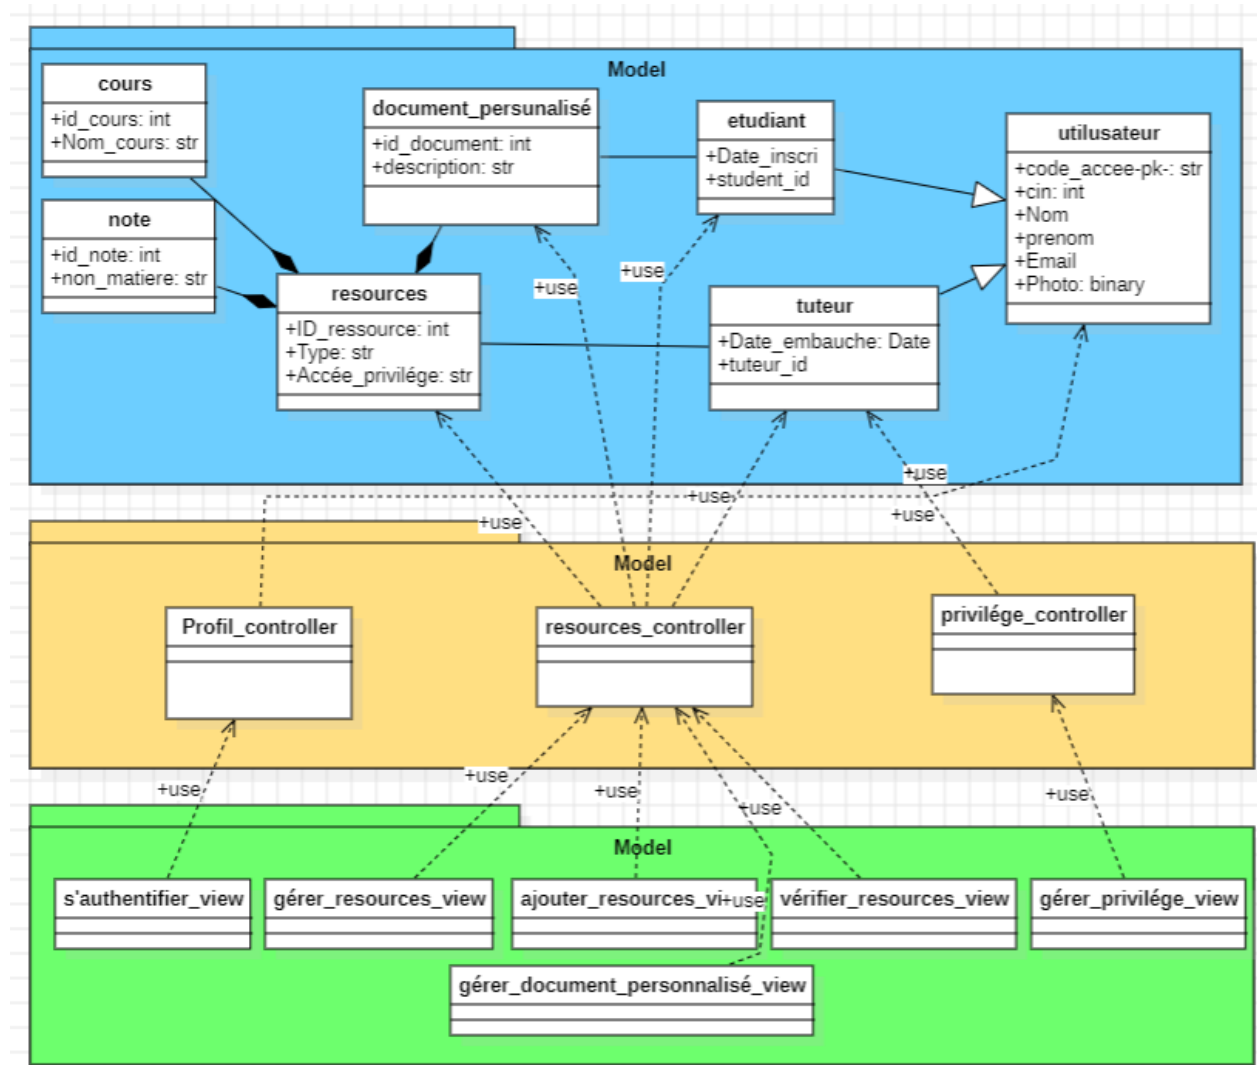 Model
cours
+id_cours: int
+Nom_cours: str
note
+id_note: int
+non_matiere: str
document_persunalisé
+id_document: int
+description: str
etudiant
+Date_inscri
+student_id
utilusateur
+code_accee-pk-: str
+cin: int
+Nom
+prenom
+Email
+Photo: binary
resources
+ID_ressource: int
+Type: str
+Accée_privilége: str
tuteur
+Date_embauche: Date
+tuteur_id
+use
+use
+use
+use
+use
+use
Model
Profil_controller
resources_controller
privilége_controller
+use
+use
+use
+use
+use
Model
s'authentifier_view
gérer_resources_view
ajouter_resources_vi
+use
vérifier_resources_view
gérer_privilége_view
gérer_document_personnalisé_view